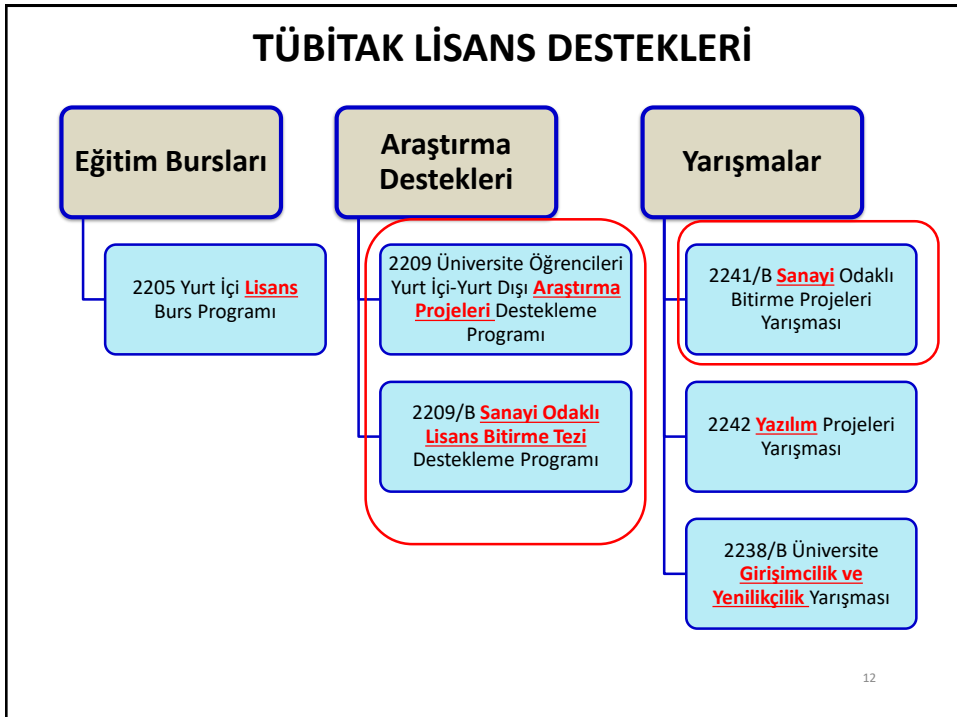 TÜBİTAK LİSANS DESTEKLERİ
Eğitim Bursları
2205 Yurt İçi Lisans
Burs Programı
Araştırma
Destekleri
2209 Üniversite Öğrencileri
Yurt İçi-Yurt Dışı Araştırma
Projeleri Destekleme
Programı
2209/B Sanayi Odaklı
Lisans Bitirme Tezi
Destekleme Programı
Yarışmalar
2241/B Sanayi Odaklı
Bitirme Projeleri
Yarışması
2242 Yazılım Projeleri
Yarışması
2238/B Üniversite
Girişimcilik ve
Yenilikçilik Yarışması
12